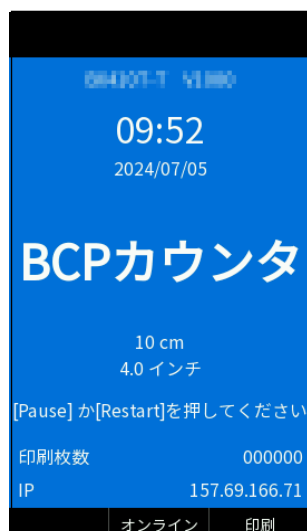 09:52
2024/07/05
BCPカウンタ
10 cm
4.0 インチ
[Pause] か[Restart]を押してください
印刷枚数 000000
IP 157.69.166.71
オンライン 印刷